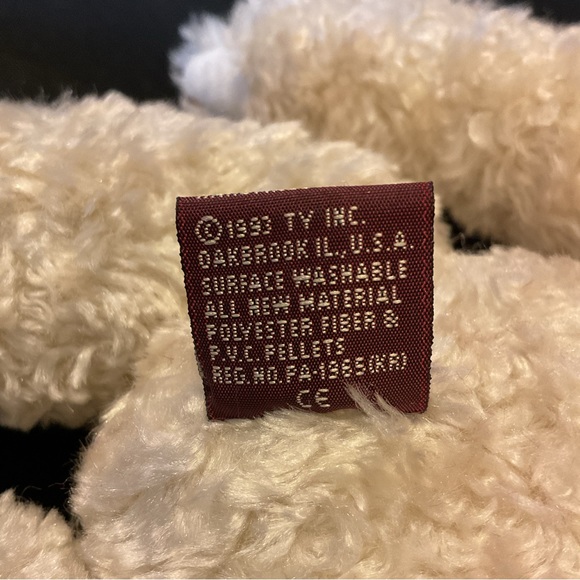 © 1993 TY INC.
OAKBROOK IL., U.S.A.
SURFACE WASHABLE
ALL NEW MATERIAL
POLYESTER FIBER &
P.V.C. PELLETS
REG. NO. PA-1965(KR)
CE